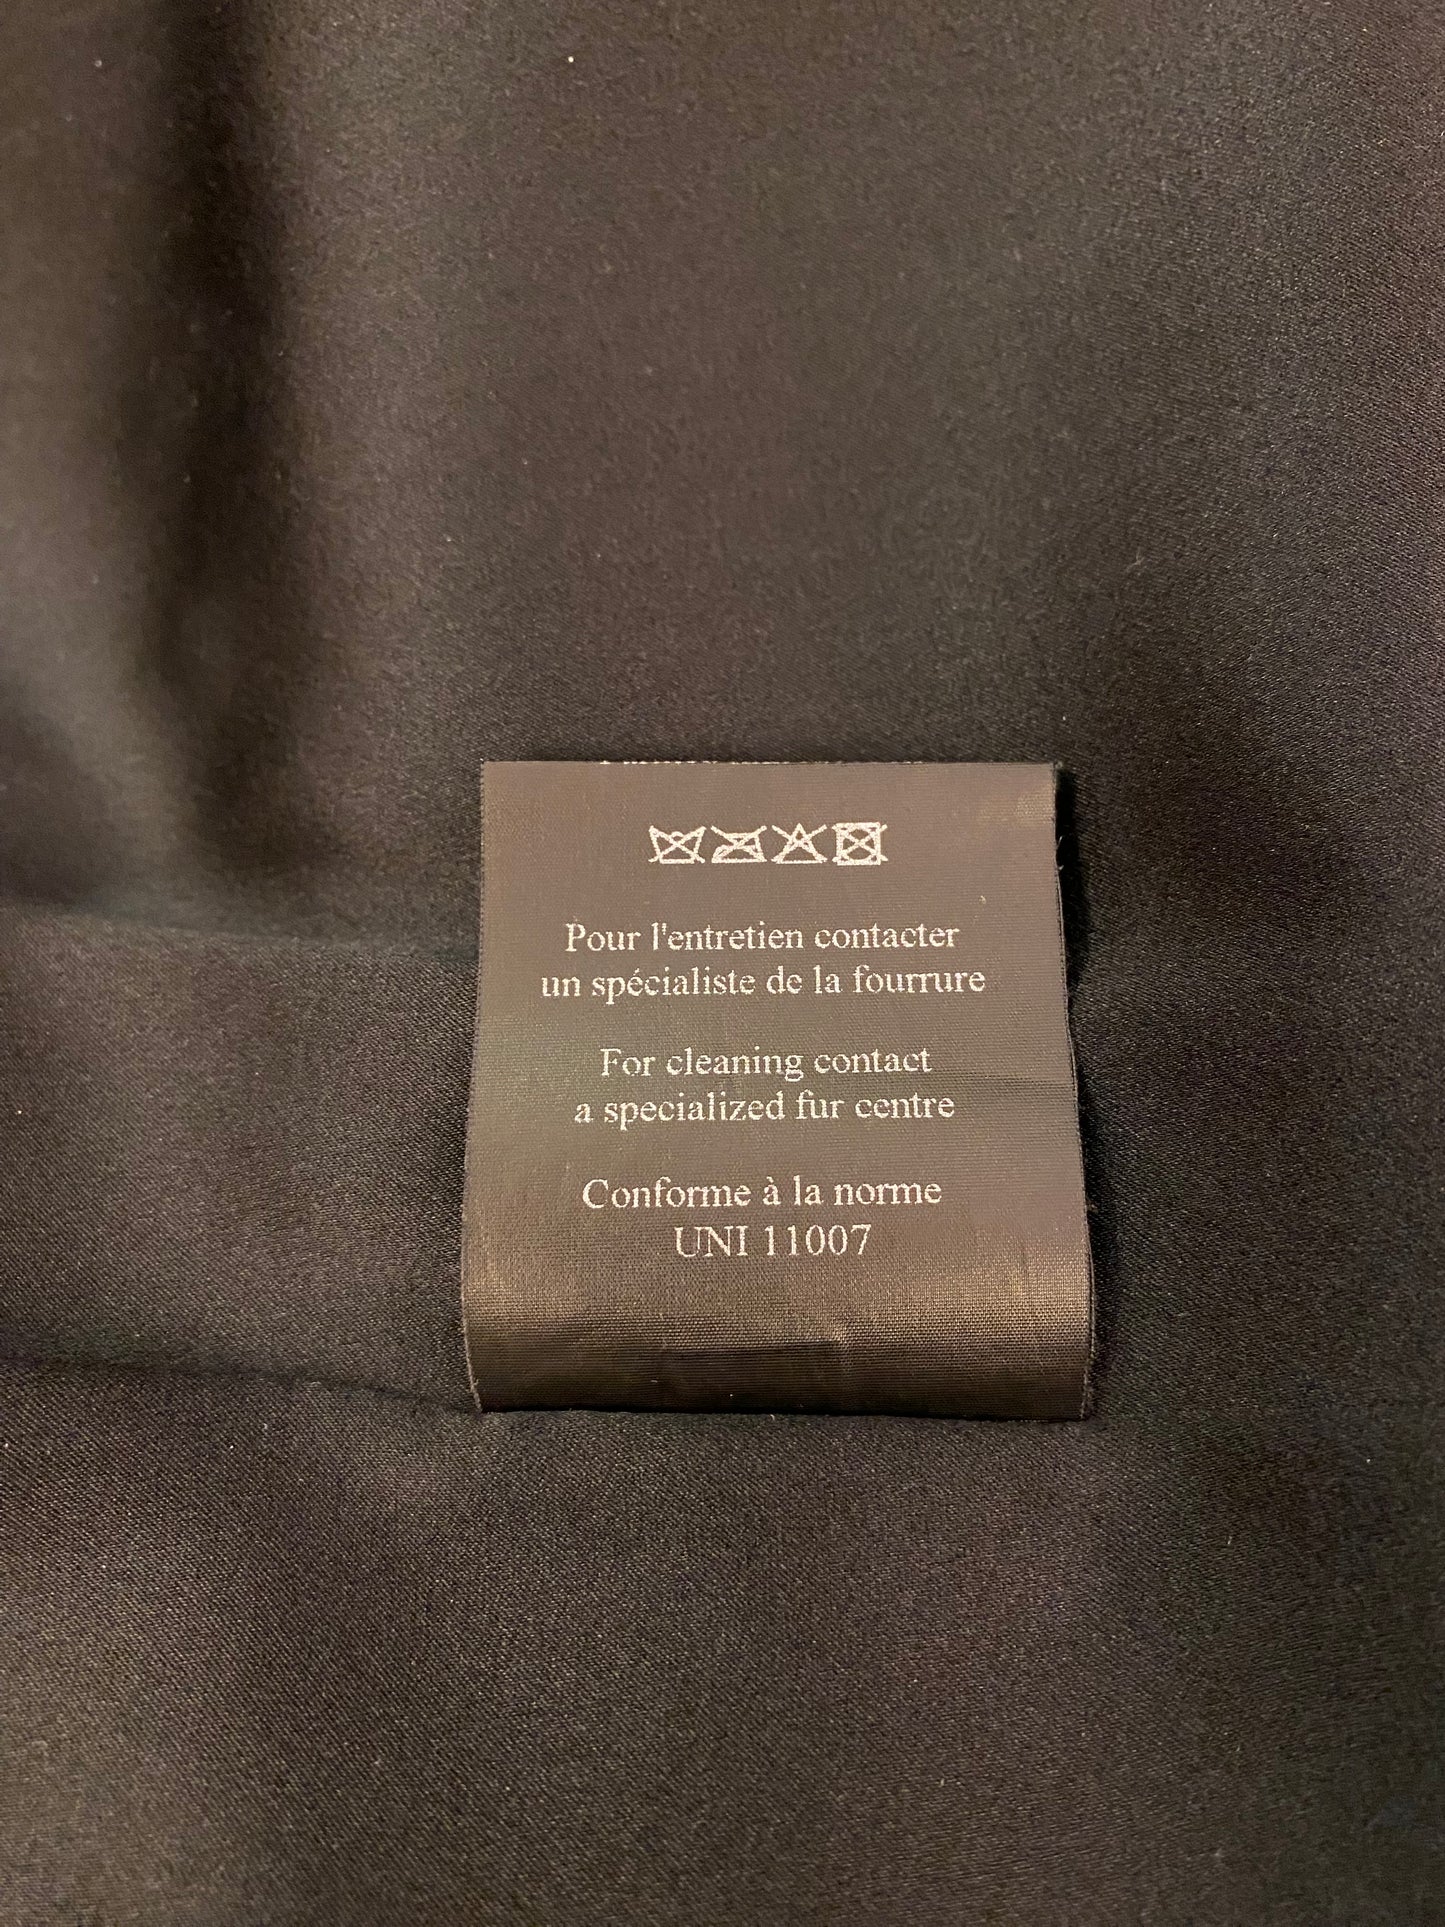 Pour l'entretien contacter
un spécialiste de la fourrure
For cleaning contact
a specialized fur centre
Conforme à la norme
UNI 11007